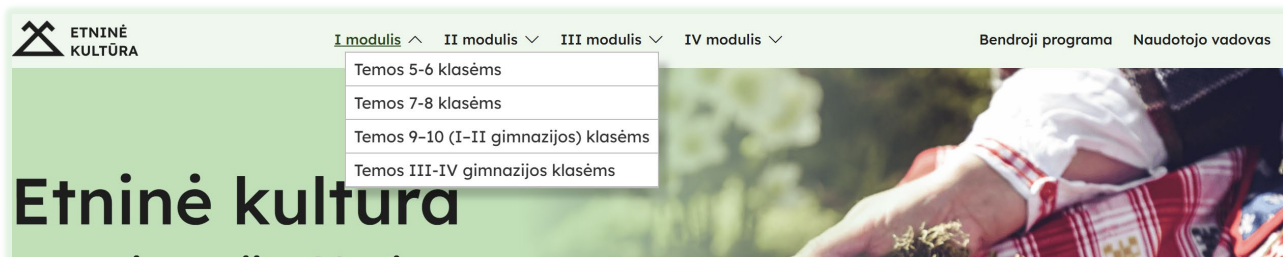 ETNINĖ
KULTŪRA
I modulis II modulis III modulis IV modulis Bendroji programa Naudotojo vadovas
Temos 5-6 klasėms
Temos 7-8 klasėms
Temos 9–10 (I–II gimnazijos) klasėms
Temos III-IV gimnazijos klasėms
Etninė kultūra